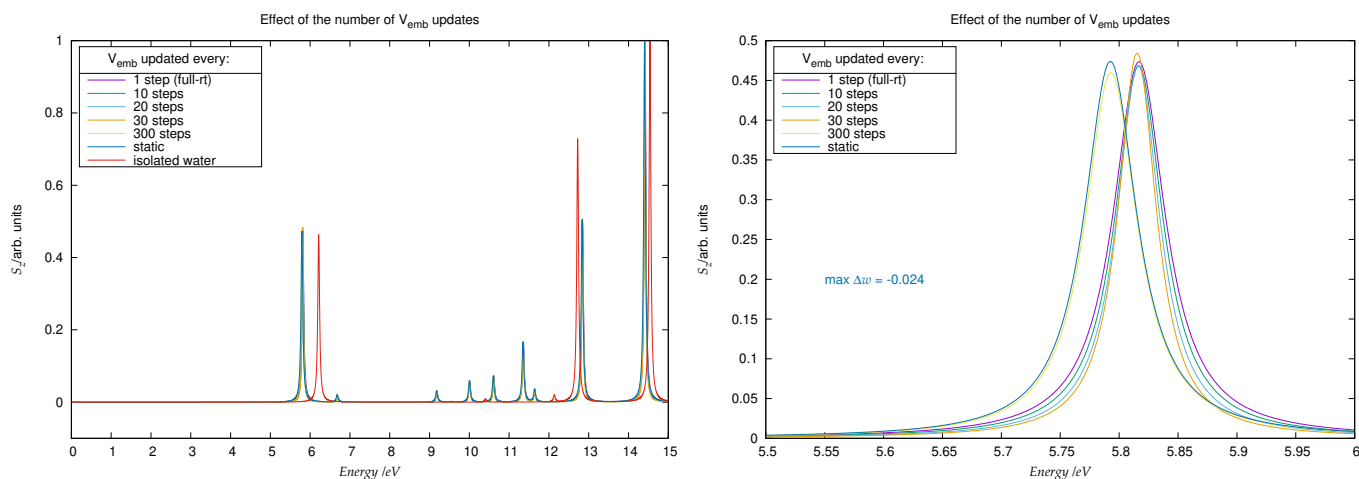 Effect of the number of V_emb updates
V_emb updated every:
1 step (full-rt)
10 steps
20 steps
30 steps
300 steps
static
isolated water
S_z/arb. units
1
0.8
0.6
0.4
0.2
0
0 1 2 3 4 5 6 7 8 9 10 11 12 13 14 15
Energy /eV
Effect of the number of V_emb updates
V_emb updated every:
1 step (full-rt)
10 steps
20 steps
30 steps
300 steps
static
max Δw = -0.024
S_z/arb. units
0.5
0.45
0.4
0.35
0.3
0.25
0.2
0.15
0.1
0.05
0
5.5 5.55 5.6 5.65 5.7 5.75 5.8 5.85 5.9 5.95 6
Energy /eV